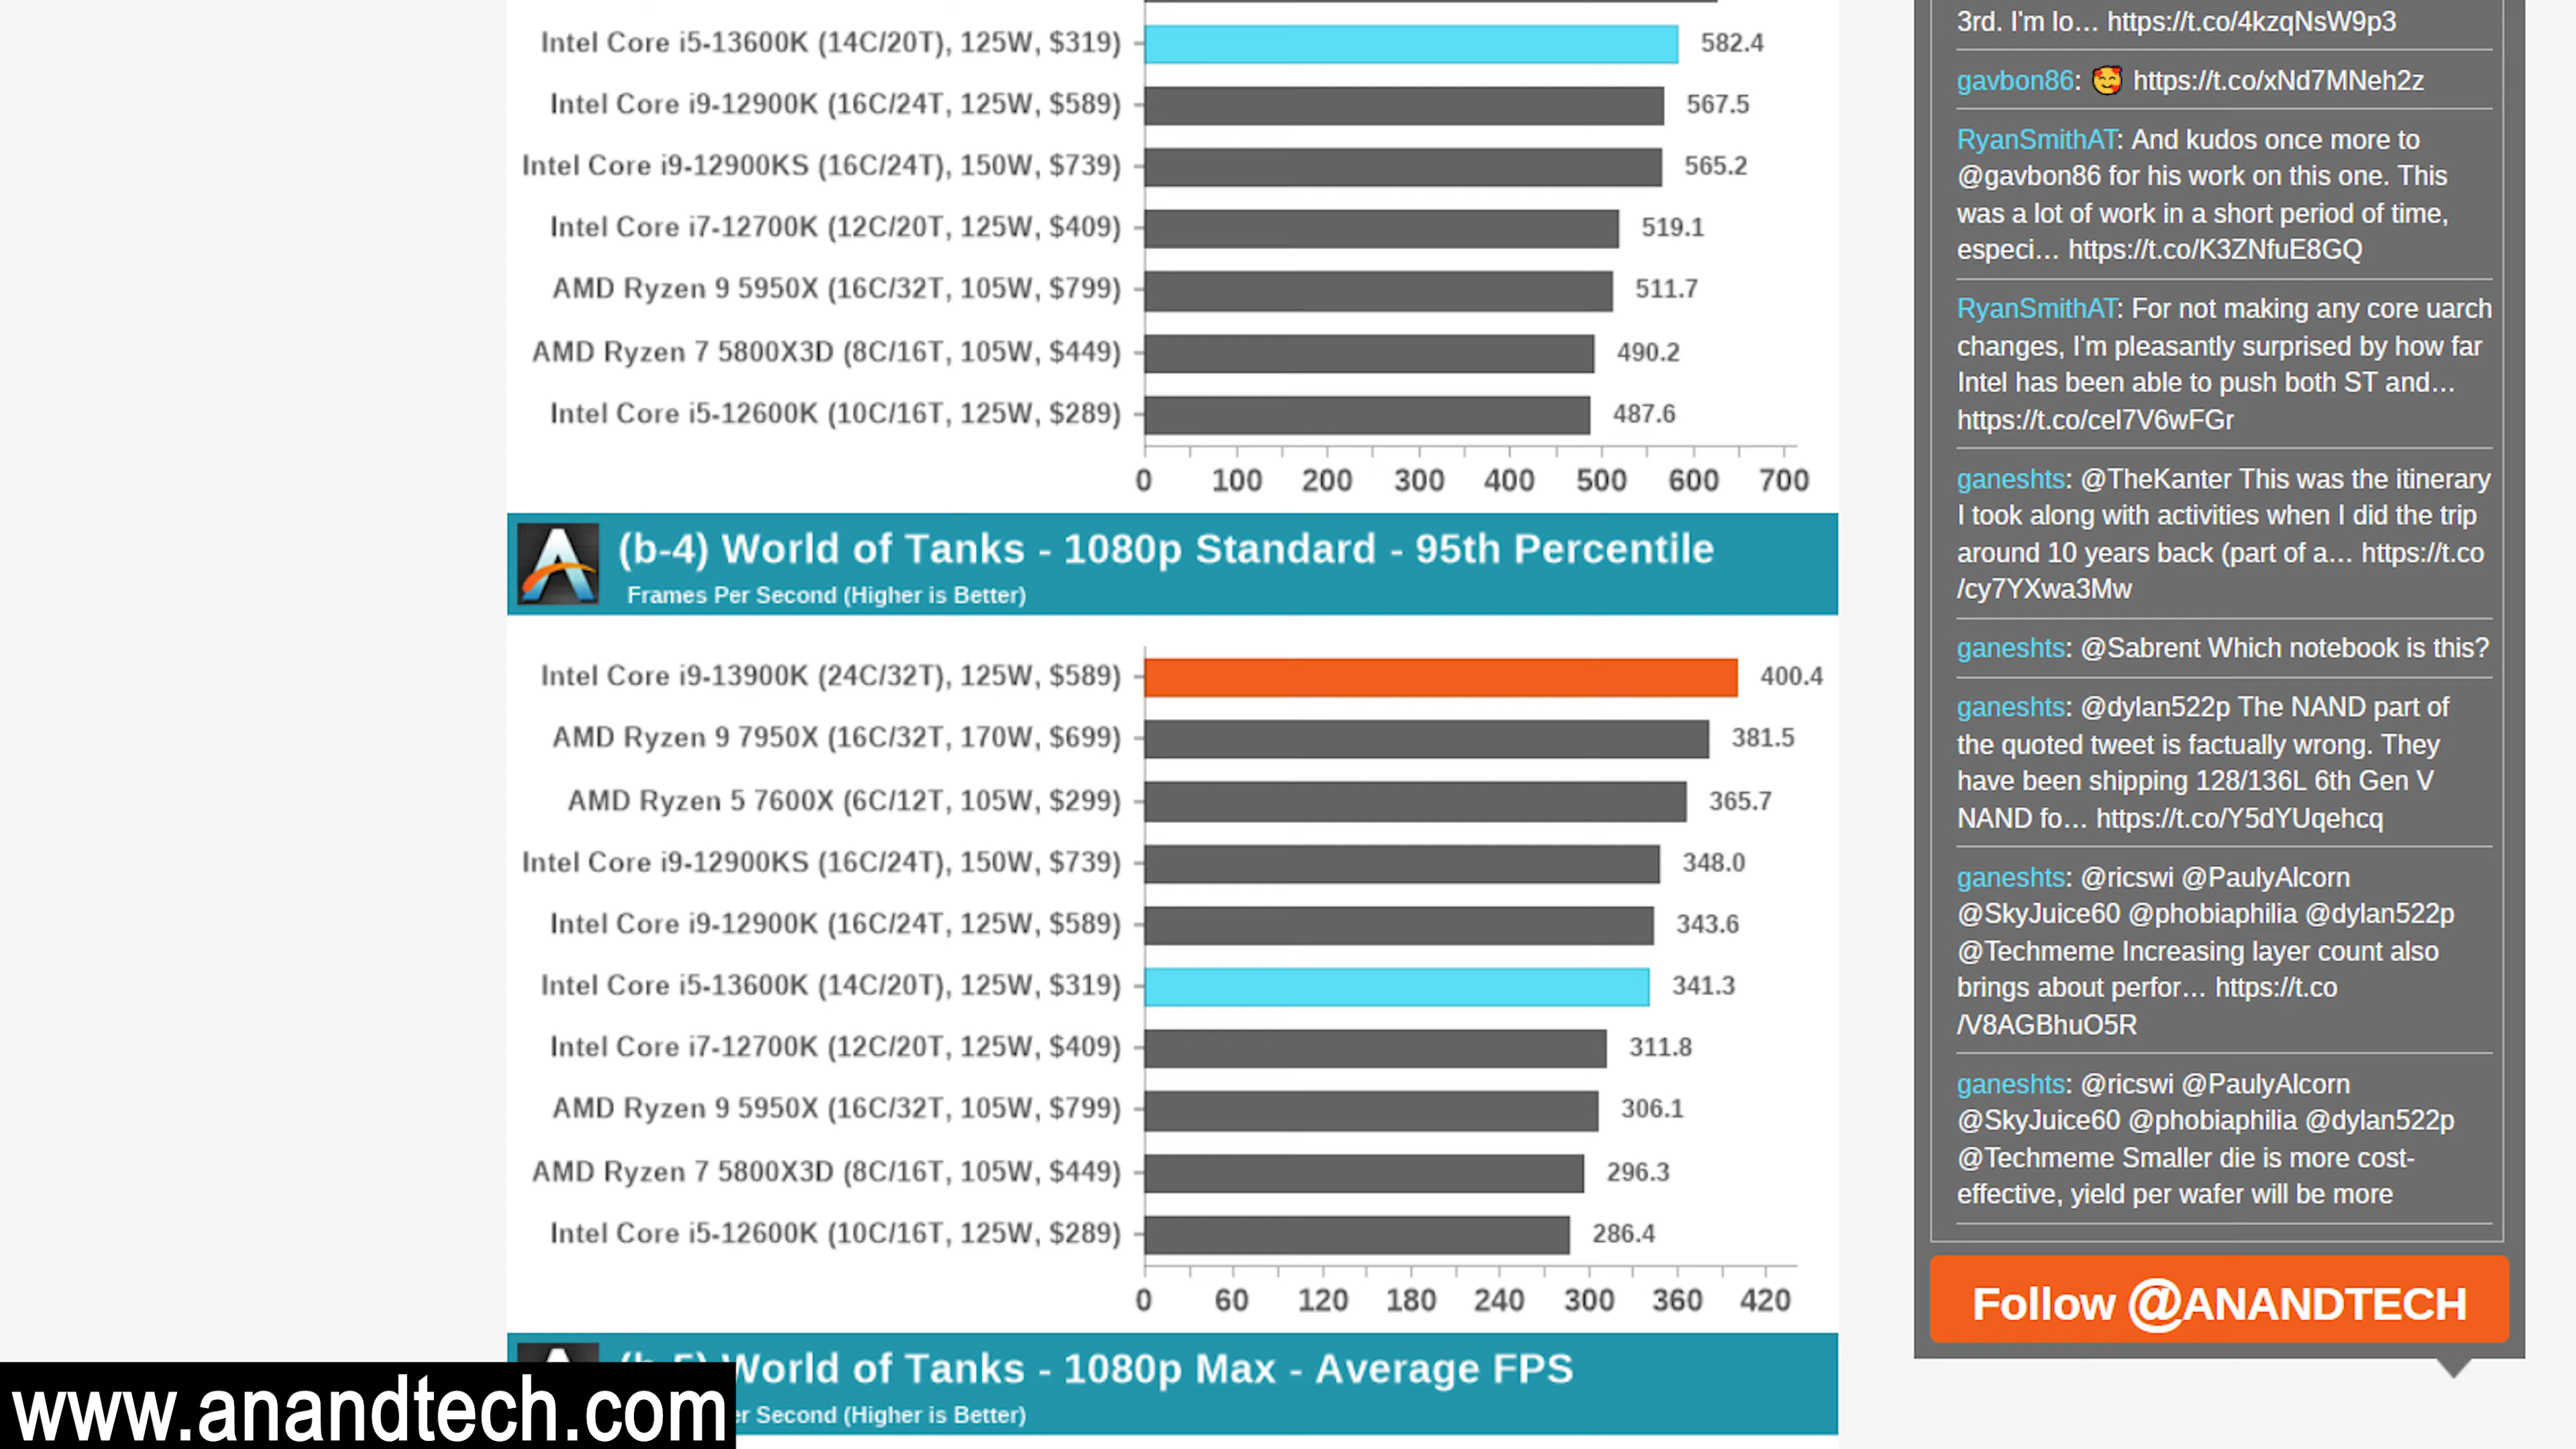 Intel Core i5-13600K (14C/20T), 125W, $319) 582.4
Intel Core i9-12900K (16C/24T, 125W, $589) 567.5
Intel Core i9-12900KS (16C/24T), 150W, $739) 565.2
Intel Core i7-12700K (12C/20T, 125W, $409) 519.1
AMD Ryzen 9 5950X (16C/32T, 105W, $799) 511.7
AMD Ryzen 7 5800X3D (8C/16T, 105W, $449) 490.2
Intel Core i5-12600K (10C/16T, 125W, $289) 487.6
0 100 200 300 400 500 600 700
(b-4) World of Tanks - 1080p Standard - 95th Percentile
Frames Per Second (Higher is Better)
Intel Core i9-13900K (24C/32T), 125W, $589) 400.4
AMD Ryzen 9 7950X (16C/32T, 170W, $699) 381.5
AMD Ryzen 5 7600X (6C/12T, 105W, $299) 365.7
Intel Core i9-12900KS (16C/24T), 150W, $739) 348.0
Intel Core i9-12900K (16C/24T, 125W, $589) 343.6
Intel Core i5-13600K (14C/20T), 125W, $319) 341.3
Intel Core i7-12700K (12C/20T, 125W, $409) 311.8
AMD Ryzen 9 5950X (16C/32T, 105W, $799) 306.1
AMD Ryzen 7 5800X3D (8C/16T, 105W, $449) 296.3
Intel Core i5-12600K (10C/16T, 125W, $289) 286.4
0 60 120 180 240 300 360 420
World of Tanks - 1080p Max - Average FPS
er Second (Higher is Better)
www.anandtech.com
3rd. I'm lo… https://t.co/4kzqNsW9p3
gavbon86: 🥰 https://t.co/xNd7MNeh2z
RyanSmithAT: And kudos once more to
@gavbon86 for his work on this one. This
was a lot of work in a short period of time,
especi… https://t.co/K3ZNfuE8GQ
RyanSmithAT: For not making any core uarch
changes, I'm pleasantly surprised by how far
Intel has been able to push both ST and…
https://t.co/cel7V6wFGr
ganeshts: @TheKanter This was the itinerary
I took along with activities when I did the trip
around 10 years back (part of a… https://t.co
/cy7YXwa3Mw
ganeshts: @Sabrent Which notebook is this?
ganeshts: @dylan522p The NAND part of
the quoted tweet is factually wrong. They
have been shipping 128/136L 6th Gen V
NAND fo… https://t.co/Y5dYUqehcq
ganeshts: @ricswi @PaulyAlcorn
@SkyJuice60 @phobiaphilia @dylan522p
@Techmeme Increasing layer count also
brings about perfor… https://t.co
/V8AGBhuO5R
ganeshts: @ricswi @PaulyAlcorn
@SkyJuice60 @phobiaphilia @dylan522p
@Techmeme Smaller die is more cost-
effective, yield per wafer will be more
Follow @ANANDTECH